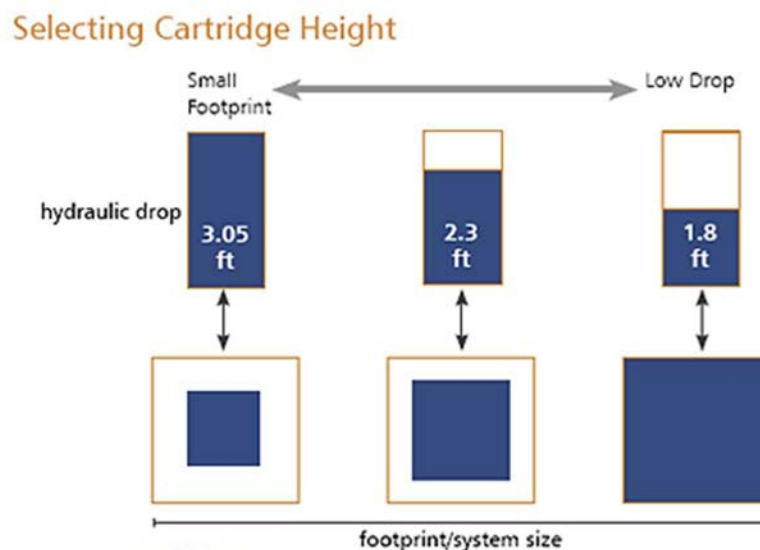 Selecting Cartridge Height
Small
Footprint
Low Drop
hydraulic drop
3.05
ft
2.3
ft
1.8
ft
footprint/system size